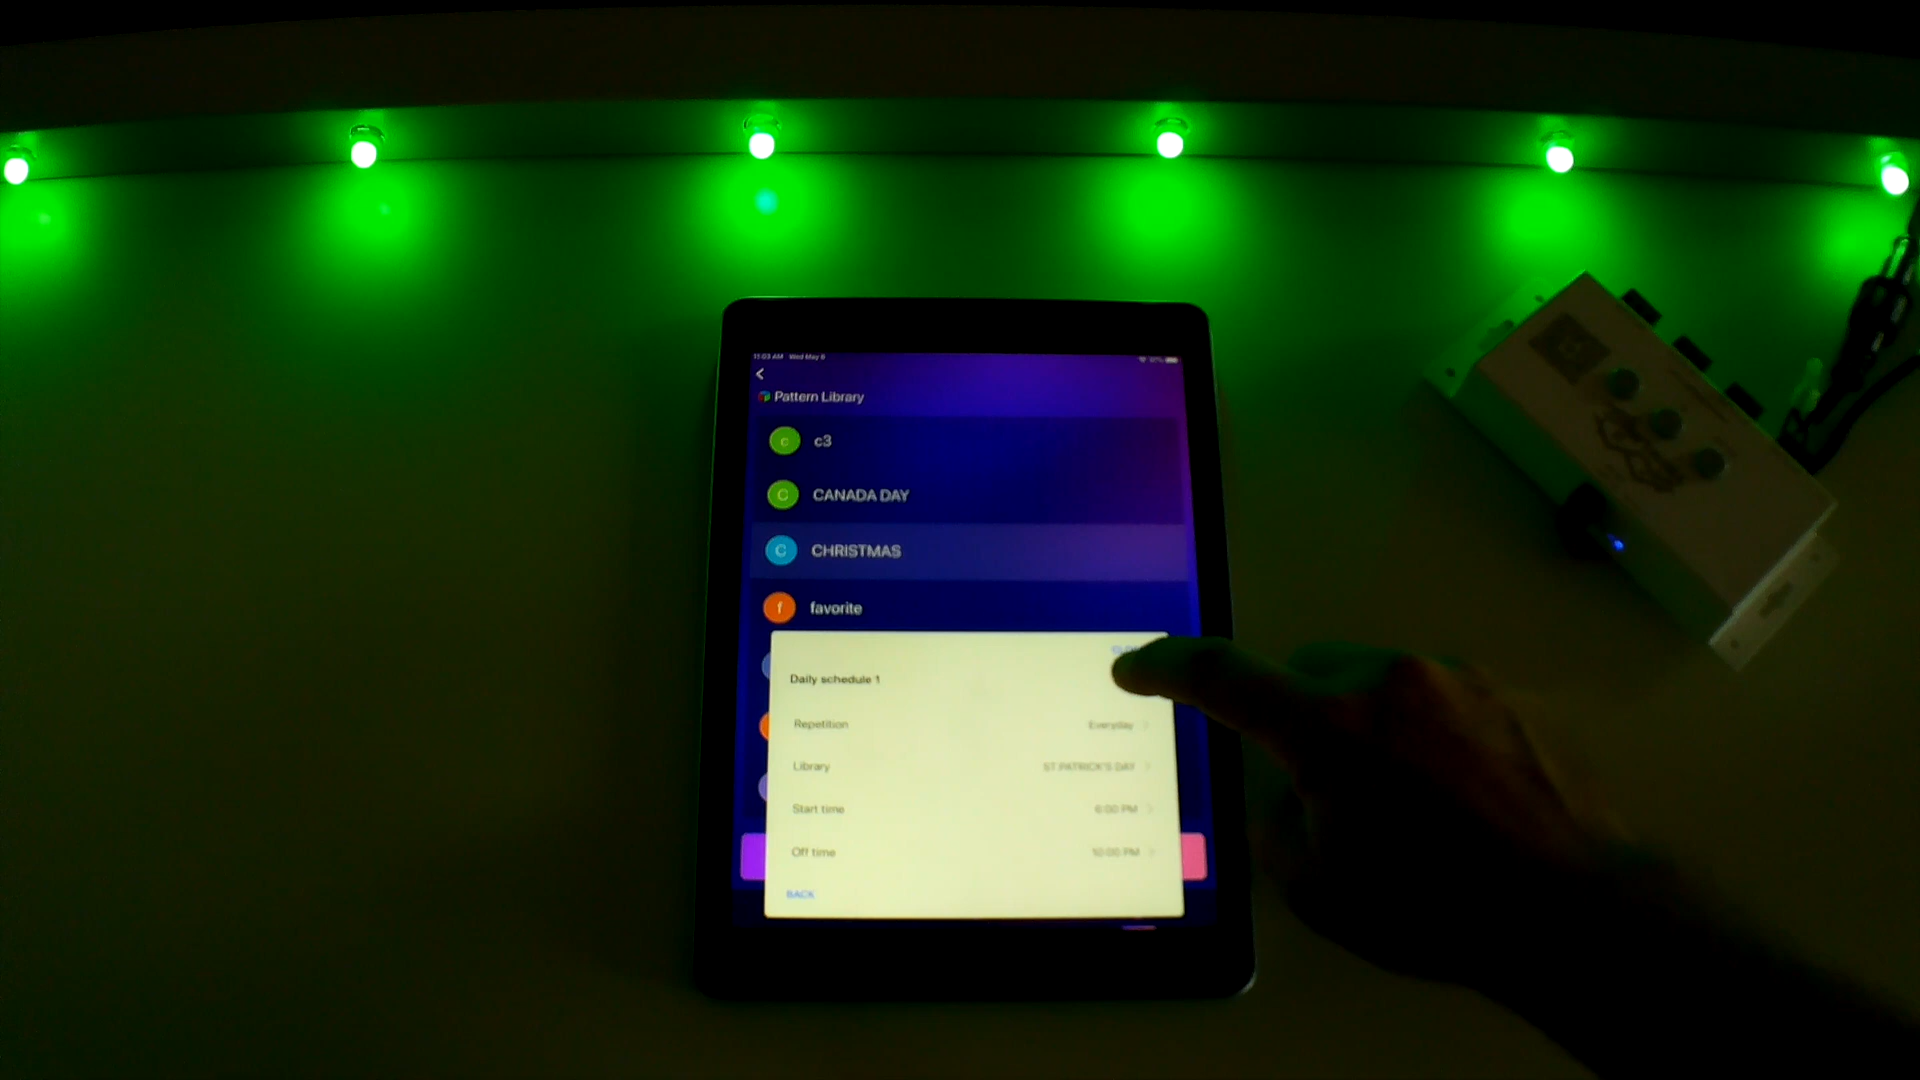 11:03 AM Wed May 8
Pattern Library
c c3
C CANADA DAY
C CHRISTMAS
f favorite
Daily schedule 1
Repetition Everyday
Library ST.PATRICK'S DAY
Start time 6:00 PM
Off time 10:00 PM
BACK